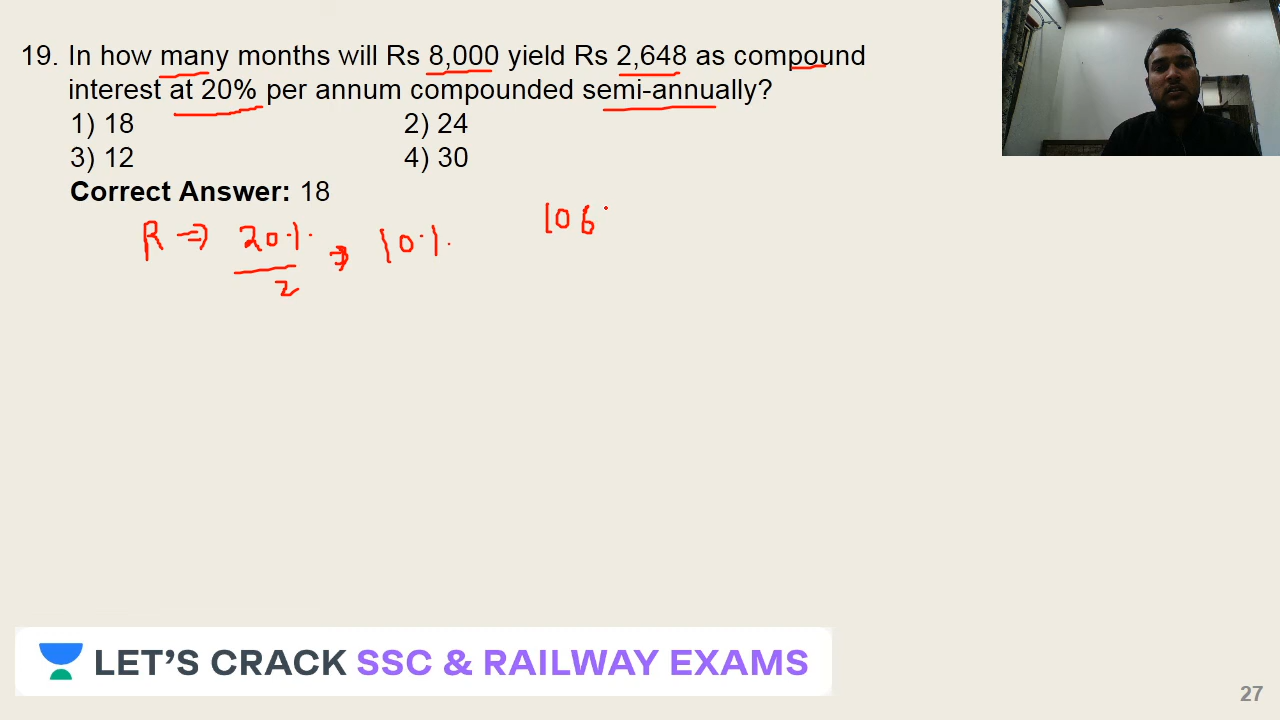 19. In how many months will Rs 8,000 yield Rs 2,648 as compound
interest at 20% per annum compounded semi-annually?
1) 18 2) 24
3) 12 4) 30
Correct Answer: 18
R ⇒ 20% / 2 ⇒ 10%
106
LET'S CRACK SSC & RAILWAY EXAMS
27